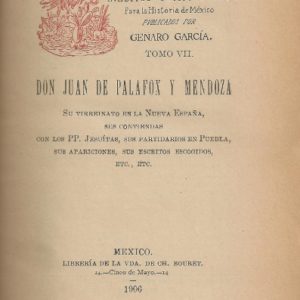 Para la Historia de México
PUBLICADOS POR
GENARO GARCÍA.
TOMO VII.
DON JUAN DE PALAFOX Y MENDOZA
SU VIRREINATO EN LA NUEVA ESPAÑA,
SUS CONTIENDAS
CON LOS PP. JESUÍTAS, SUS PARTIDARIOS EN PUEBLA,
SUS APARICIONES, SUS ESCRITOS ESCOGIDOS,
ETC., ETC.
MEXICO.
LIBRERÍA DE LA VDA. DE CH. BOURET.
14.—Cinco de Mayo.—14
1906